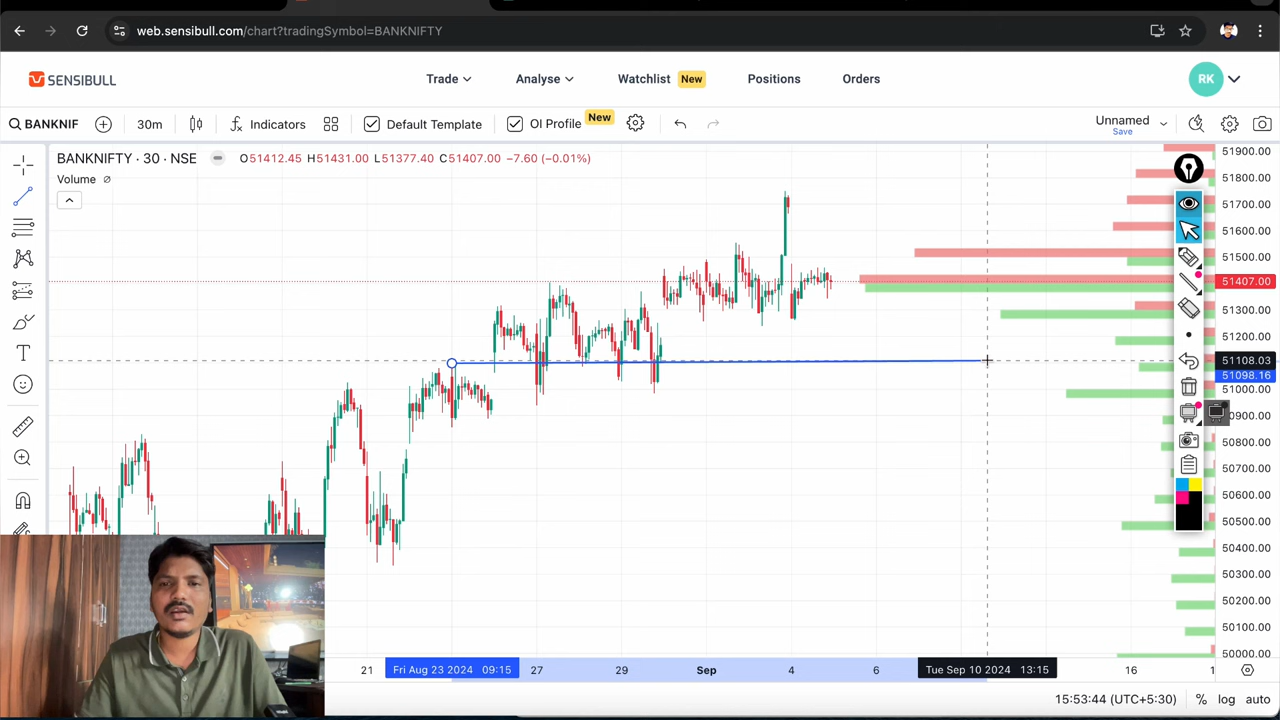 web.sensibull.com/chart?tradingSymbol=BANKNIFTY
SENSIBULL
Trade
Analyse
Watchlist New
Positions
Orders
RK
BANKNIF
30m
Indicators
Default Template
OI Profile New
Unnamed
Save
BANKNIFTY · 30 · NSE
O51412.45 H51431.00 L51377.40 C51407.00 −7.60 (−0.01%)
Volume
51900.00
51800.00
51700.00
51600.00
51500.00
51407.00
51300.00
51200.00
51108.03
51098.16
51000.00
50900.00
50800.00
50700.00
50600.00
50500.00
50400.00
50300.00
50200.00
50100.00
50000.00
21
Fri Aug 23 2024 09:15
27
29
Sep
4
6
Tue Sep 10 2024 13:15
16
15:53:44 (UTC+5:30)
%
log
auto